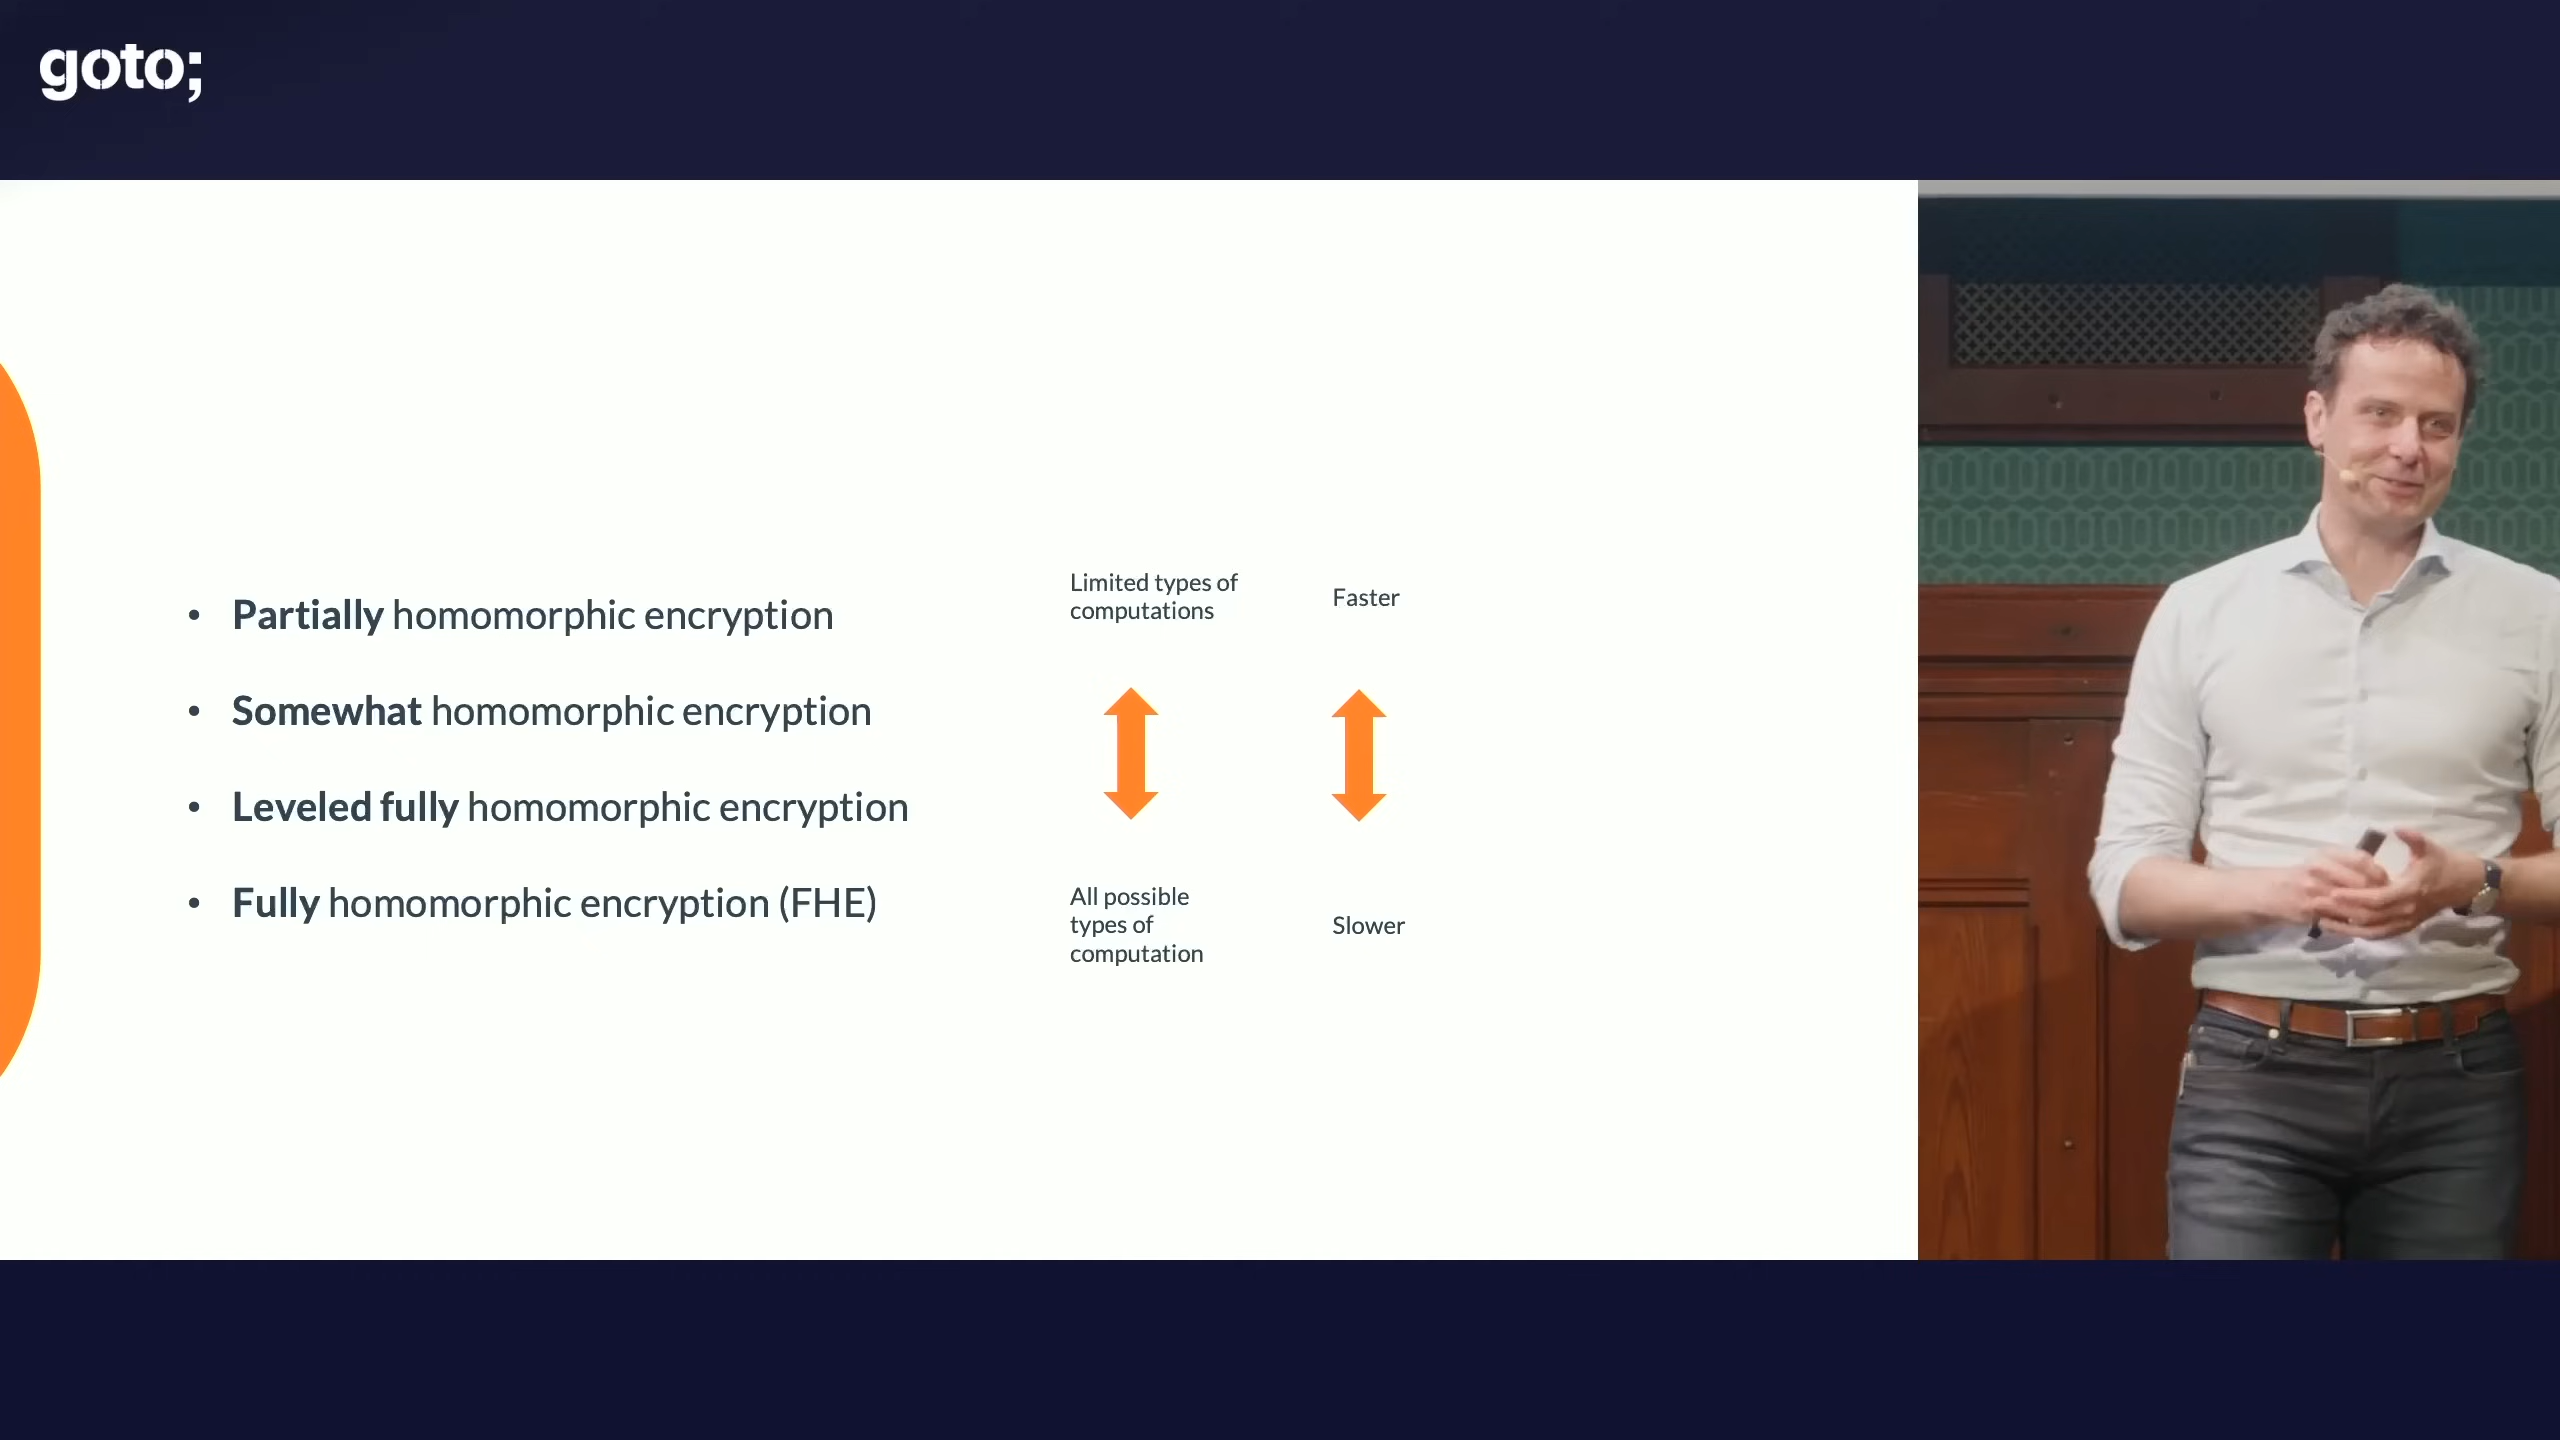 goto;
• Partially homomorphic encryption
• Somewhat homomorphic encryption
• Leveled fully homomorphic encryption
• Fully homomorphic encryption (FHE)
Limited types of
computations
All possible
types of
computation
Faster
Slower